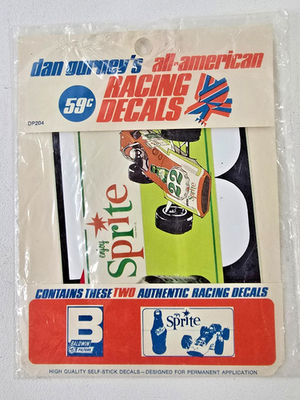 dan gurney's all-american
RACING
59¢
DECALS
DP204
enjoy
Sprite
22
CONTAINS THESE TWO AUTHENTIC RACING DECALS
B
BALDWIN
FILTERS
Sprite
HIGH QUALITY SELF-STICK DECALS—DESIGNED FOR PERMANENT APPLICATION